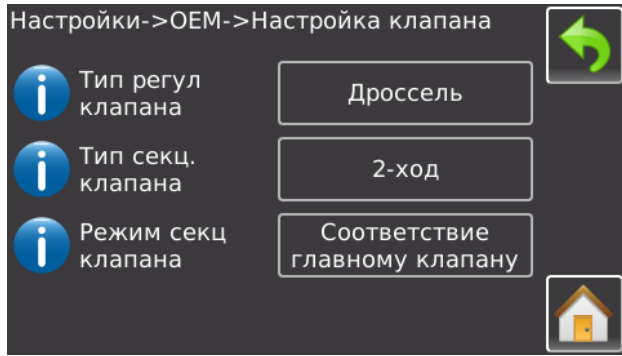 Настройки->OEM->Настройка клапана
Тип регул
клапана
Дроссель
Тип секц.
клапана
2-ход
Режим секц
клапана
Соответствие
главному клапану